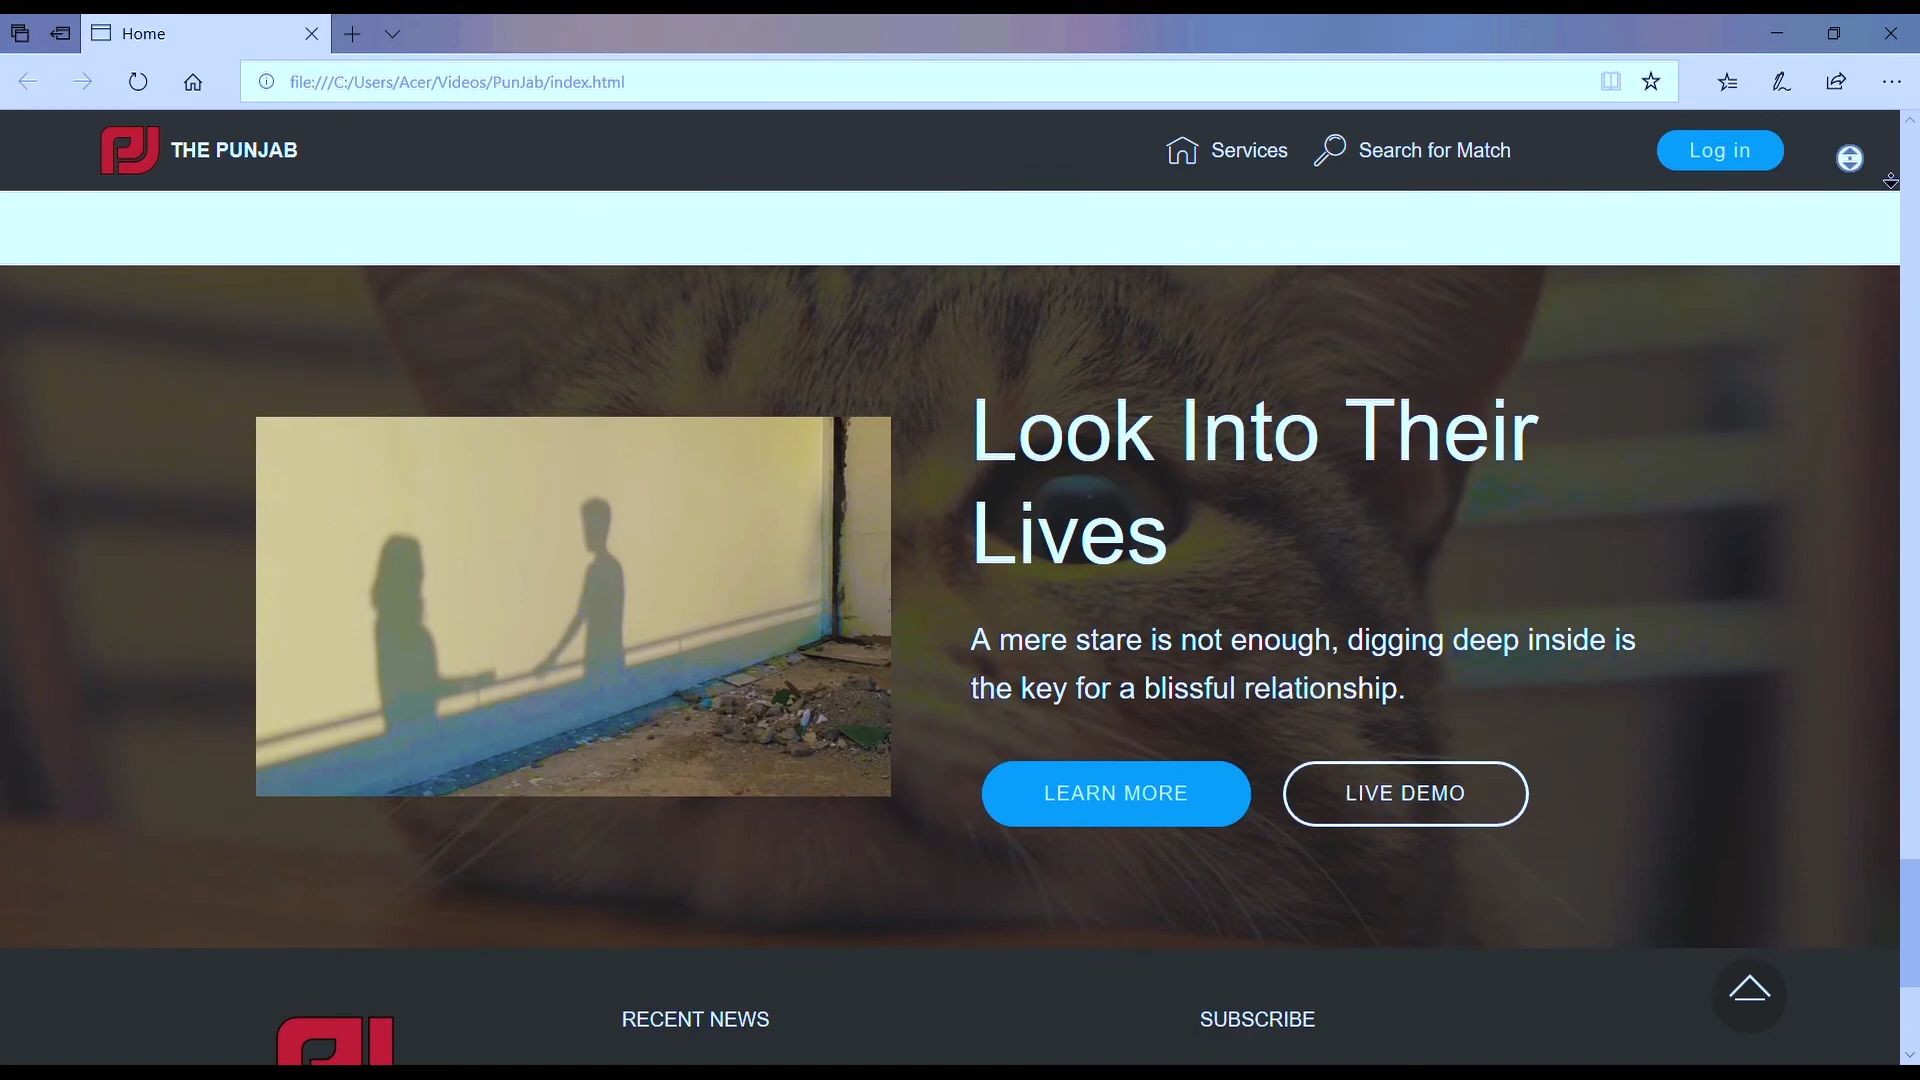 Home
file:///C:/Users/Acer/Videos/PunJab/index.html
THE PUNJAB
Services
Search for Match
Log in
Look Into Their
Lives
A mere stare is not enough, digging deep inside is
the key for a blissful relationship.
LEARN MORE
LIVE DEMO
RECENT NEWS
SUBSCRIBE